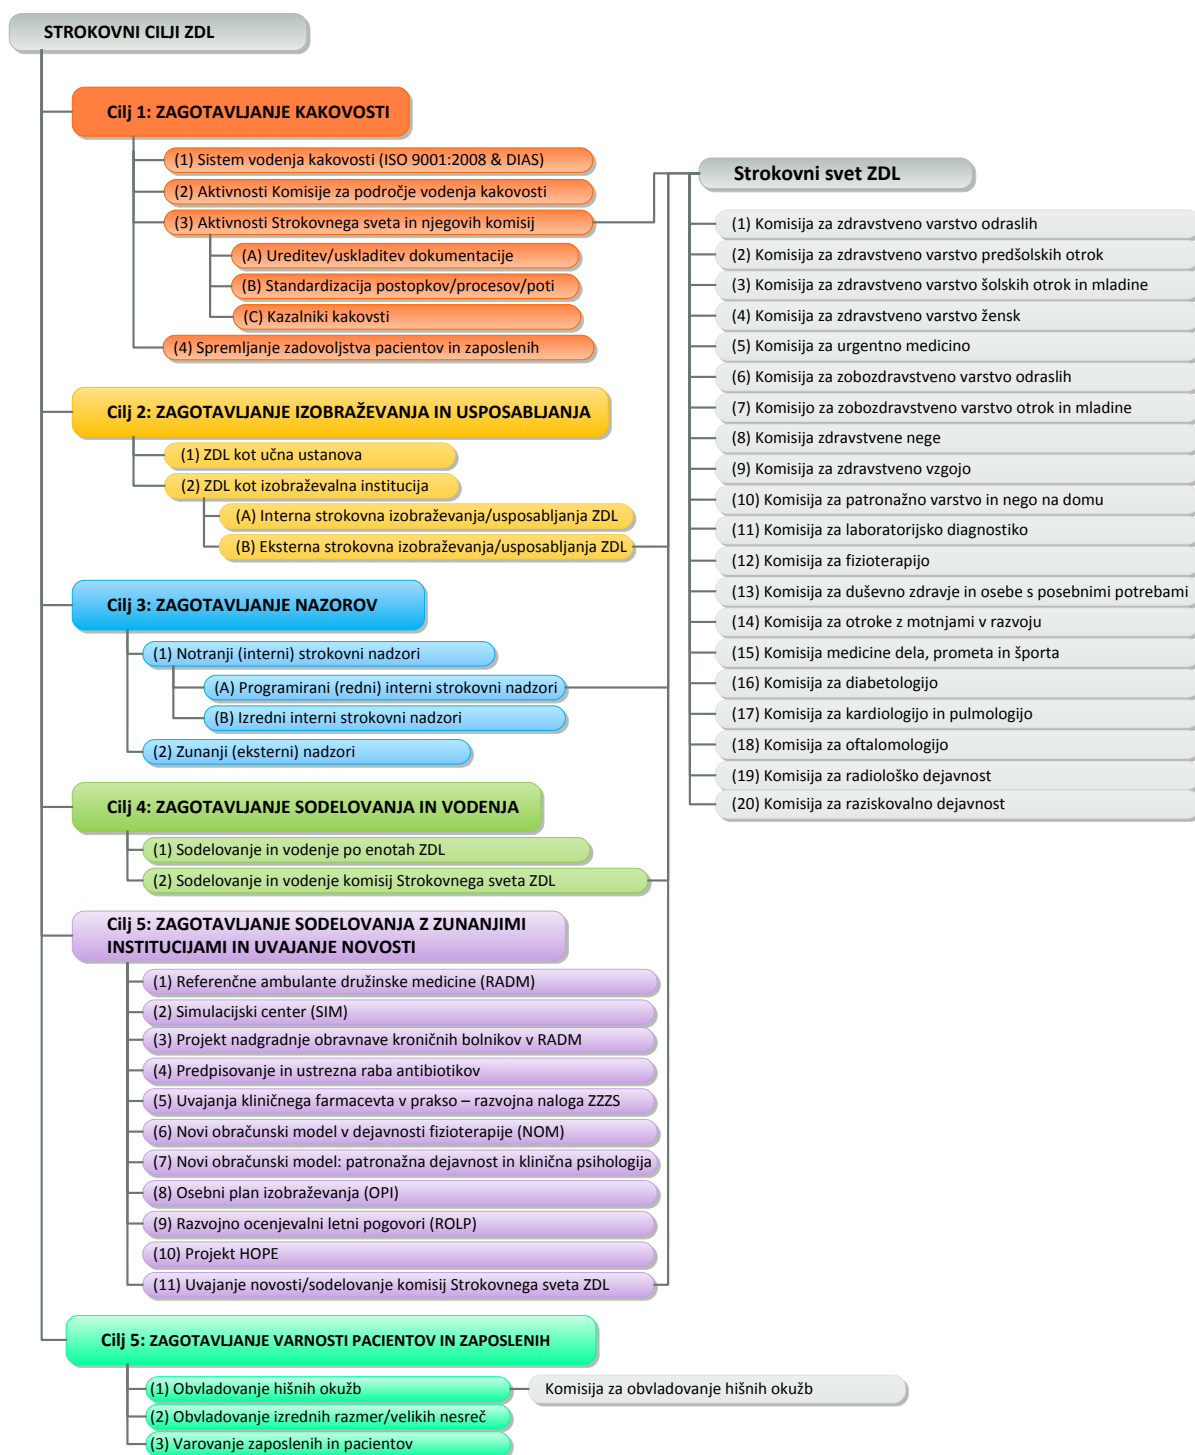 STROKOVNI CILJI ZDL
Cilj 1: ZAGOTAVLJANJE KAKOVOSTI
(1) Sistem vodenja kakovosti (ISO 9001:2008 & DIAS)
(2) Aktivnosti Komisije za področje vodenja kakovosti
(3) Aktivnosti Strokovnega sveta in njegovih komisij
(A) Ureditev/uskladitev dokumentacije
(B) Standardizacija postopkov/procesov/poti
(C) Kazalniki kakovsti
(4) Spremljanje zadovoljstva pacientov in zaposlenih
Cilj 2: ZAGOTAVLJANJE IZOBRAŽEVANJA IN USPOSABLJANJA
(1) ZDL kot učna ustanova
(2) ZDL kot izobraževalna institucija
(A) Interna strokovna izobraževanja/usposabljanja ZDL
(B) Eksterna strokovna izobraževanja/usposabljanja ZDL
Cilj 3: ZAGOTAVLJANJE NAZOROV
(1) Notranji (interni) strokovni nadzori
(A) Programirani (redni) interni strokovni nadzori
(B) Izredni interni strokovni nadzori
(2) Zunanji (eksterni) nadzori
Cilj 4: ZAGOTAVLJANJE SODELOVANJA IN VODENJA
(1) Sodelovanje in vodenje po enotah ZDL
(2) Sodelovanje in vodenje komisij Strokovnega sveta ZDL
Cilj 5: ZAGOTAVLJANJE SODELOVANJA Z ZUNANJIMI
INSTITUCIJAMI IN UVAJANJE NOVOSTI
(1) Referenčne ambulante družinske medicine (RADM)
(2) Simulacijski center (SIM)
(3) Projekt nadgradnje obravnave kroničnih bolnikov v RADM
(4) Predpisovanje in ustrezna raba antibiotikov
(5) Uvajanja kliničnega farmacevta v prakso – razvojna naloga ZZZS
(6) Novi obračunski model v dejavnosti fizioterapije (NOM)
(7) Novi obračunski model: patronažna dejavnost in klinična psihologija
(8) Osebni plan izobraževanja (OPI)
(9) Razvojno ocenjevalni letni pogovori (ROLP)
(10) Projekt HOPE
(11) Uvajanje novosti/sodelovanje komisij Strokovnega sveta ZDL
Cilj 5: ZAGOTAVLJANJE VARNOSTI PACIENTOV IN ZAPOSLENIH
(1) Obvladovanje hišnih okužb
Komisija za obvladovanje hišnih okužb
(2) Obvladovanje izrednih razmer/velikih nesreč
(3) Varovanje zaposlenih in pacientov
Strokovni svet ZDL
(1) Komisija za zdravstveno varstvo odraslih
(2) Komisija za zdravstveno varstvo predšolskih otrok
(3) Komisija za zdravstveno varstvo šolskih otrok in mladine
(4) Komisija za zdravstveno varstvo žensk
(5) Komisija za urgentno medicino
(6) Komisija za zobozdravstveno varstvo odraslih
(7) Komisijo za zobozdravstveno varstvo otrok in mladine
(8) Komisija zdravstvene nege
(9) Komisija za zdravstveno vzgojo
(10) Komisija za patronažno varstvo in nego na domu
(11) Komisija za laboratorijsko diagnostiko
(12) Komisija za fizioterapijo
(13) Komisija za duševno zdravje in osebe s posebnimi potrebami
(14) Komisija za otroke z motnjami v razvoju
(15) Komisija medicine dela, prometa in športa
(16) Komisija za diabetologijo
(17) Komisija za kardiologijo in pulmologijo
(18) Komisija za oftalomologijo
(19) Komisija za radiološko dejavnost
(20) Komisija za raziskovalno dejavnost